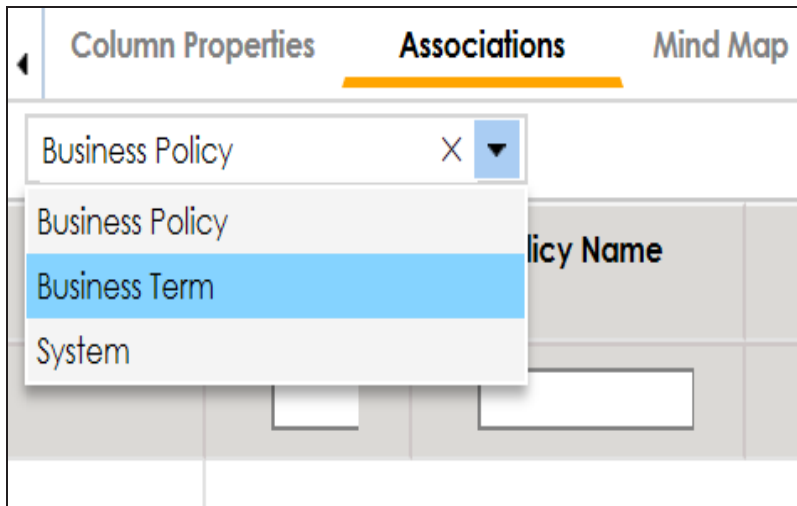 Column Properties Associations Mind Map
Business Policy
Business Policy
licy Name
Business Term
System